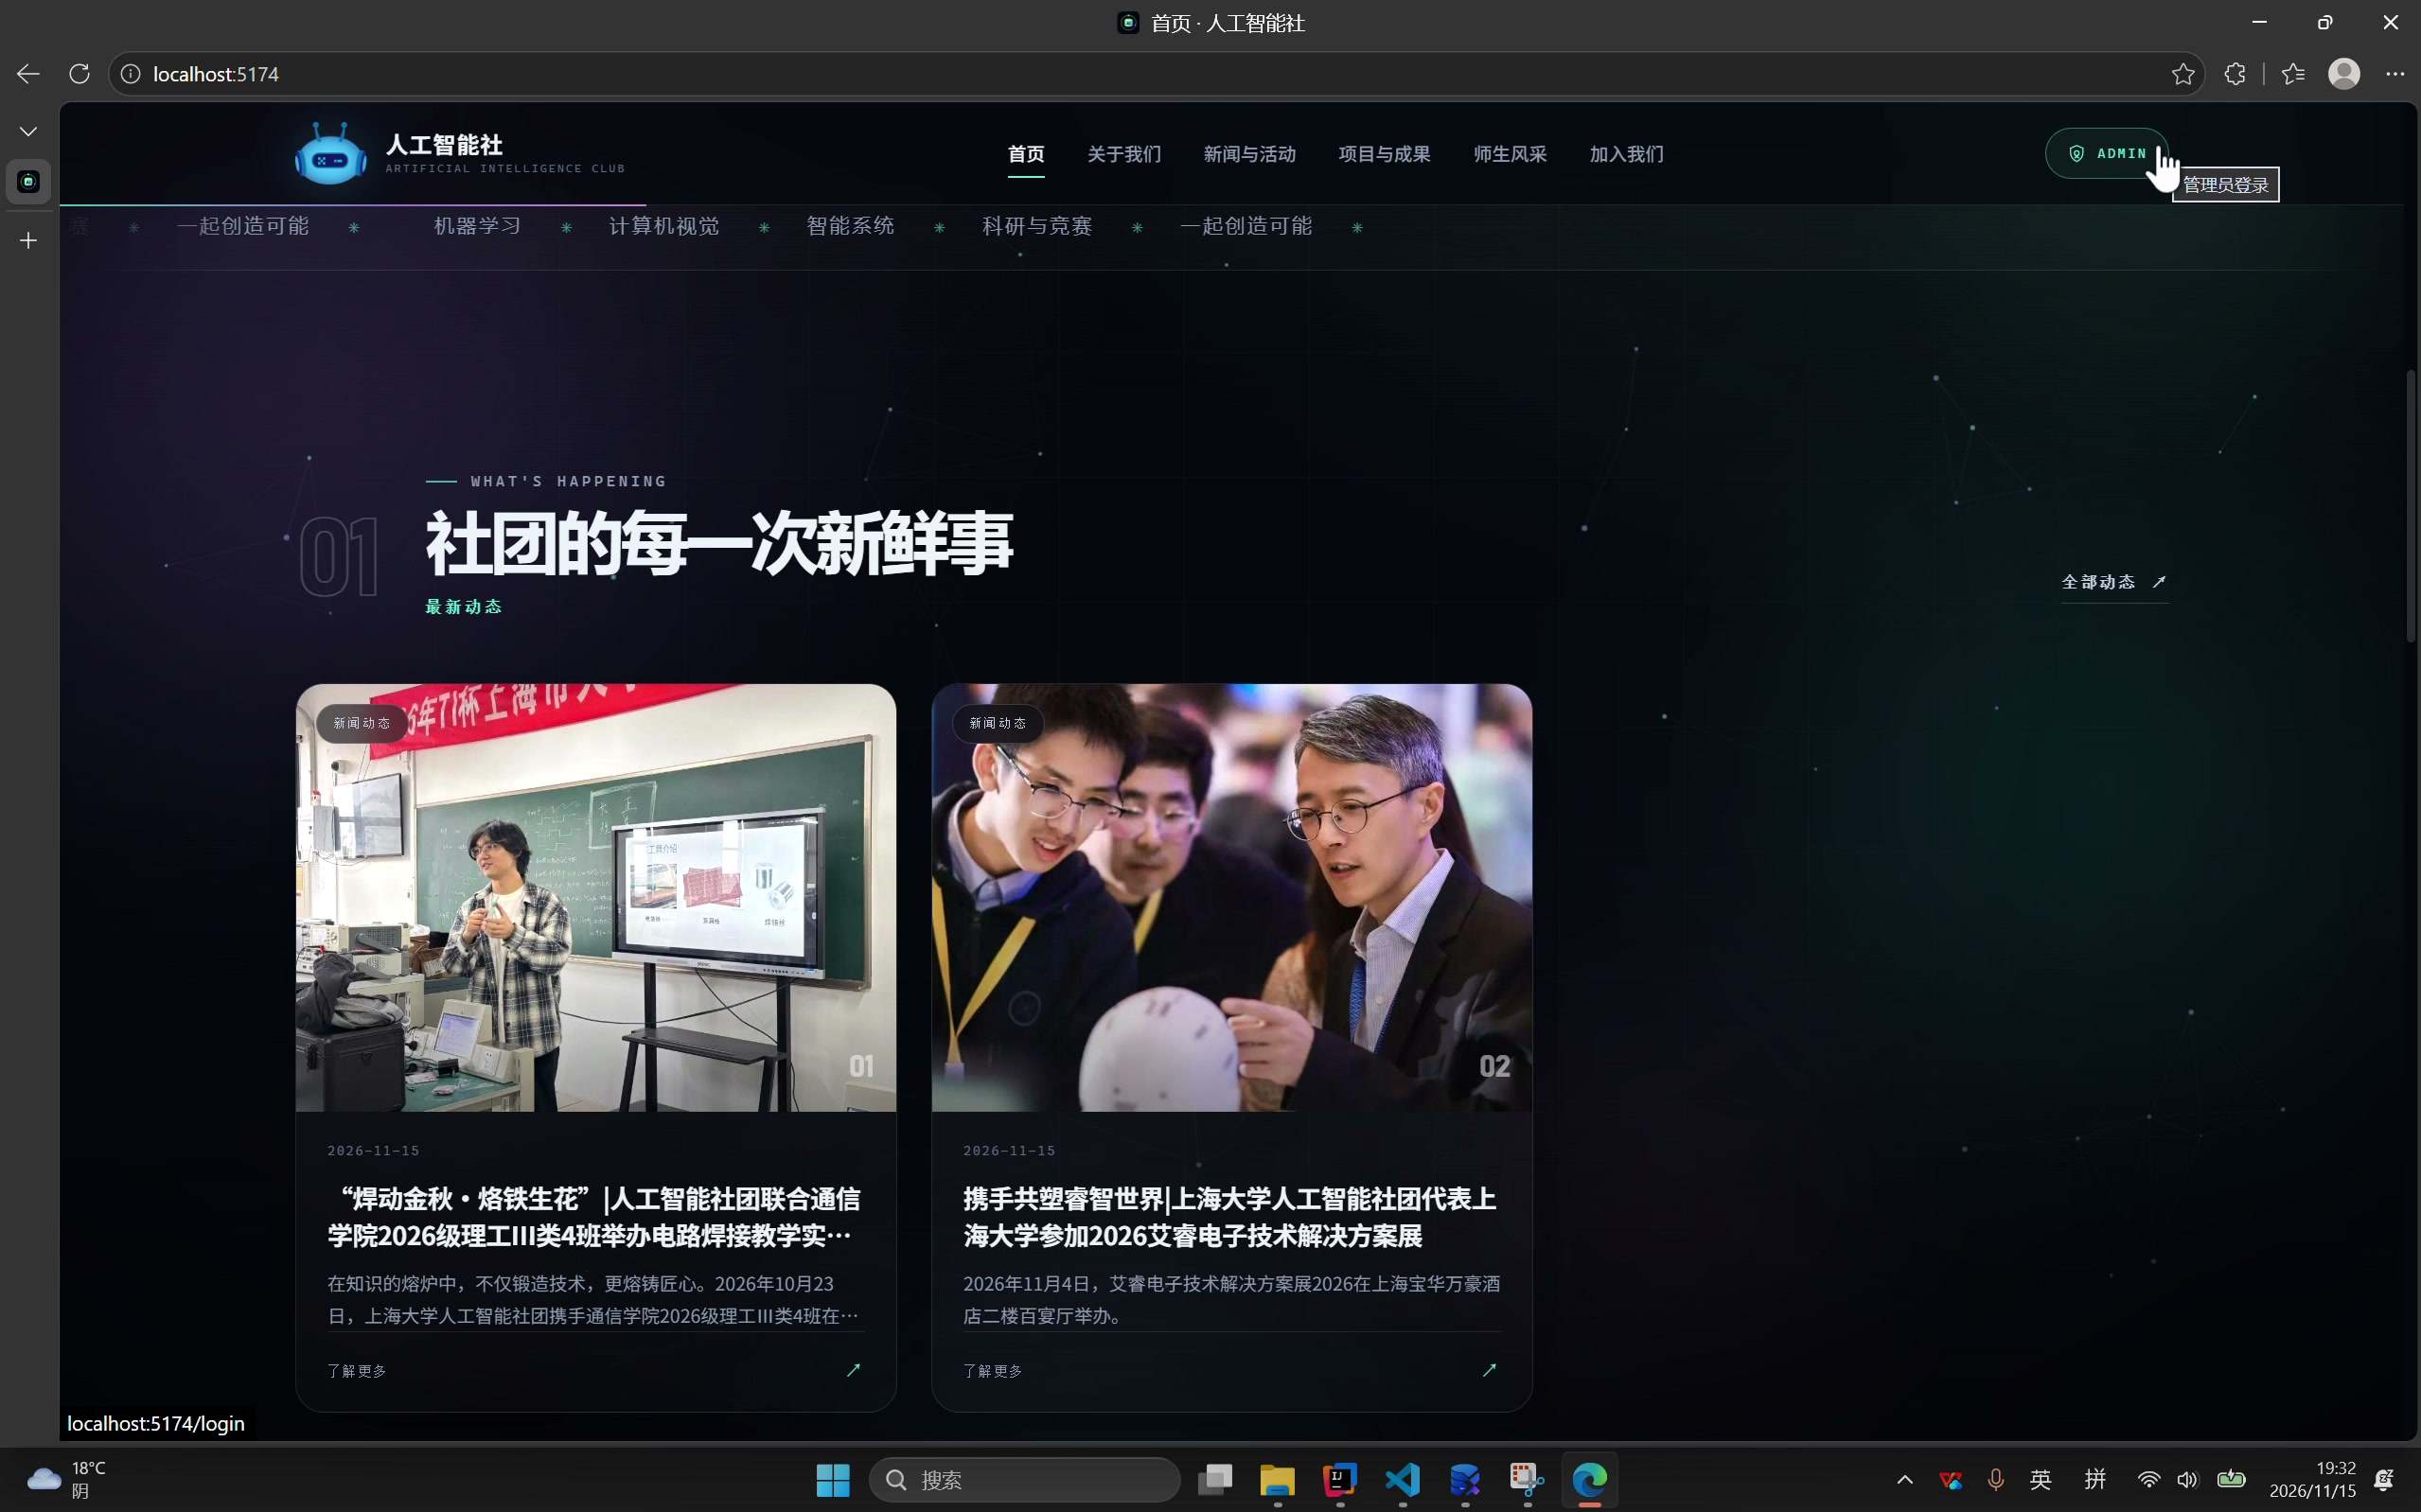 首页 · 人工智能社
localhost:5174
人工智能社
ARTIFICIAL INTELLIGENCE CLUB
首页
关于我们
新闻与活动
项目与成果
师生风采
加入我们
ADMIN
管理员登录
赛 * 一起创造可能 * 机器学习 * 计算机视觉 * 智能系统 * 科研与竞赛 * 一起创造可能 *
WHAT'S HAPPENING
01
社团的每一次新鲜事
最新动态
全部动态
新闻动态
6年TI杯上海市大
工具介绍
01
2026-11-15
“焊动金秋·烙铁生花”|人工智能社团联合通信
学院2026级理工III类4班举办电路焊接教学实…
在知识的熔炉中，不仅锻造技术，更熔铸匠心。2026年10月23
日，上海大学人工智能社团携手通信学院2026级理工III类4班在…
了解更多
新闻动态
02
2026-11-15
携手共塑睿智世界|上海大学人工智能社团代表上
海大学参加2026艾睿电子技术解决方案展
2026年11月4日，艾睿电子技术解决方案展2026在上海宝华万豪酒
店二楼百宴厅举办。
了解更多
localhost:5174/login
18°C
阴
搜索
英
拼
19:32
2026/11/15